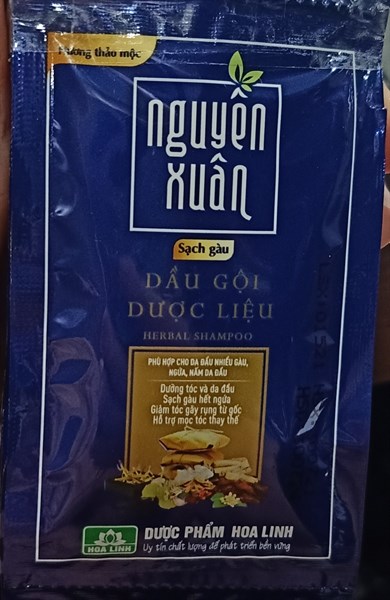 Hương thảo mộc
nguyên
xuân
Sạch gàu
DẦU GỘI
DƯỢC LIỆU
HERBAL SHAMPOO
PHÙ HỢP CHO DA ĐẦU NHIỀU GÀU,
NGỨA, NẤM DA ĐẦU
Dưỡng tóc và da đầu
Sạch gàu hết ngứa
Giảm tóc gãy rụng từ gốc
Hỗ trợ mọc tóc thay thế
HOA LINH
DƯỢC PHẨM HOA LINH
Uy tín chất lượng để phát triển bền vững